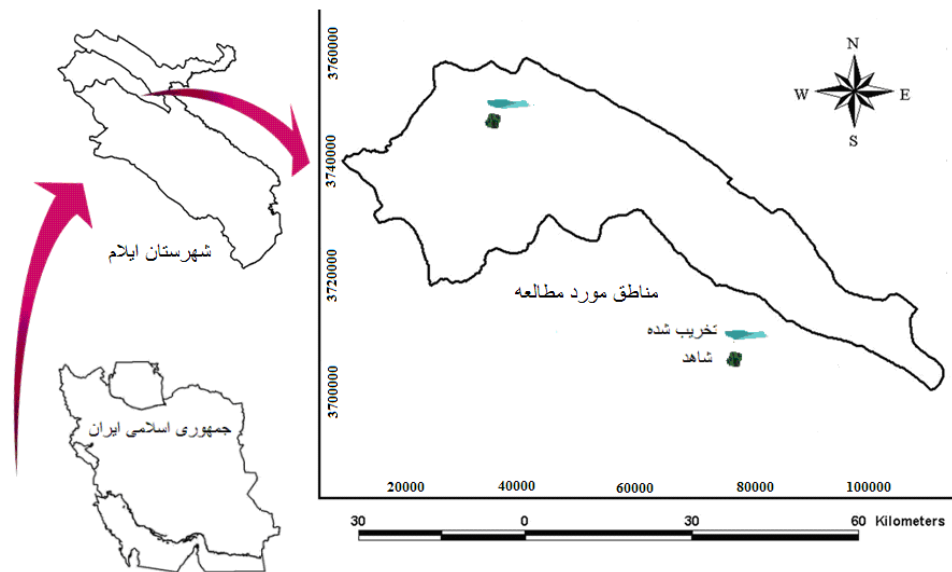 شهرستان ایلام
جمهوری اسلامی ایران
3760000
3740000
3720000
3700000
N
W
E
S
مناطق مورد مطالعه
تخریب شده
شاهد
20000 40000 60000 80000 100000
30 0 30 60 Kilometers